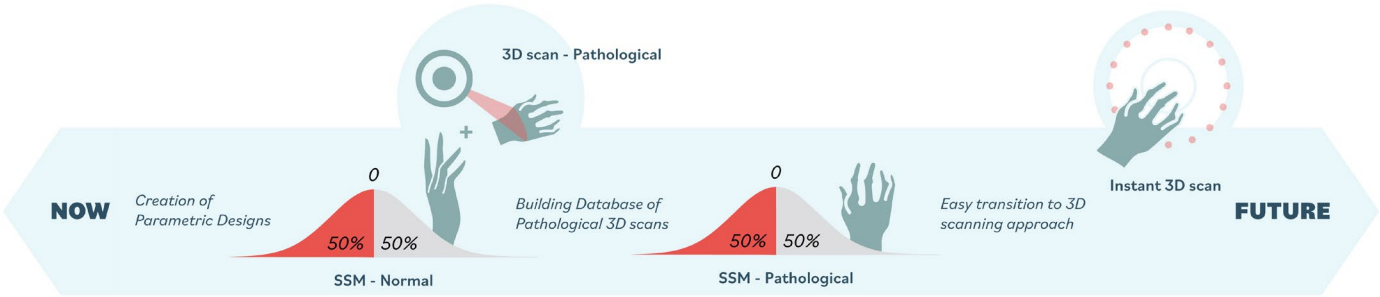 3D scan - Pathological
+
NOW
Creation of
Parametric Designs
0
50% 50%
SSM - Normal
Building Database of
Pathological 3D scans
0
50% 50%
SSM - Pathological
Easy transition to 3D
scanning approach
Instant 3D scan
FUTURE